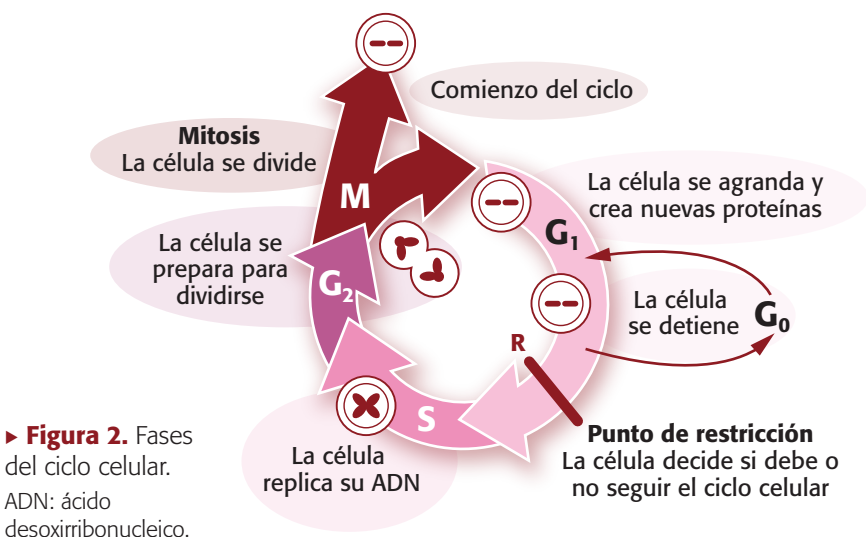 Comienzo del ciclo
Mitosis
La célula se divide
M
La célula se agranda y
crea nuevas proteínas
G₁
La célula se
prepara para
dividirse
G₂
La célula
se detiene
G₀
R
S
La célula
replica su ADN
Punto de restricción
La célula decide si debe o
no seguir el ciclo celular
▸ Figura 2. Fases
del ciclo celular.
ADN: ácido
desoxirribonucleico.